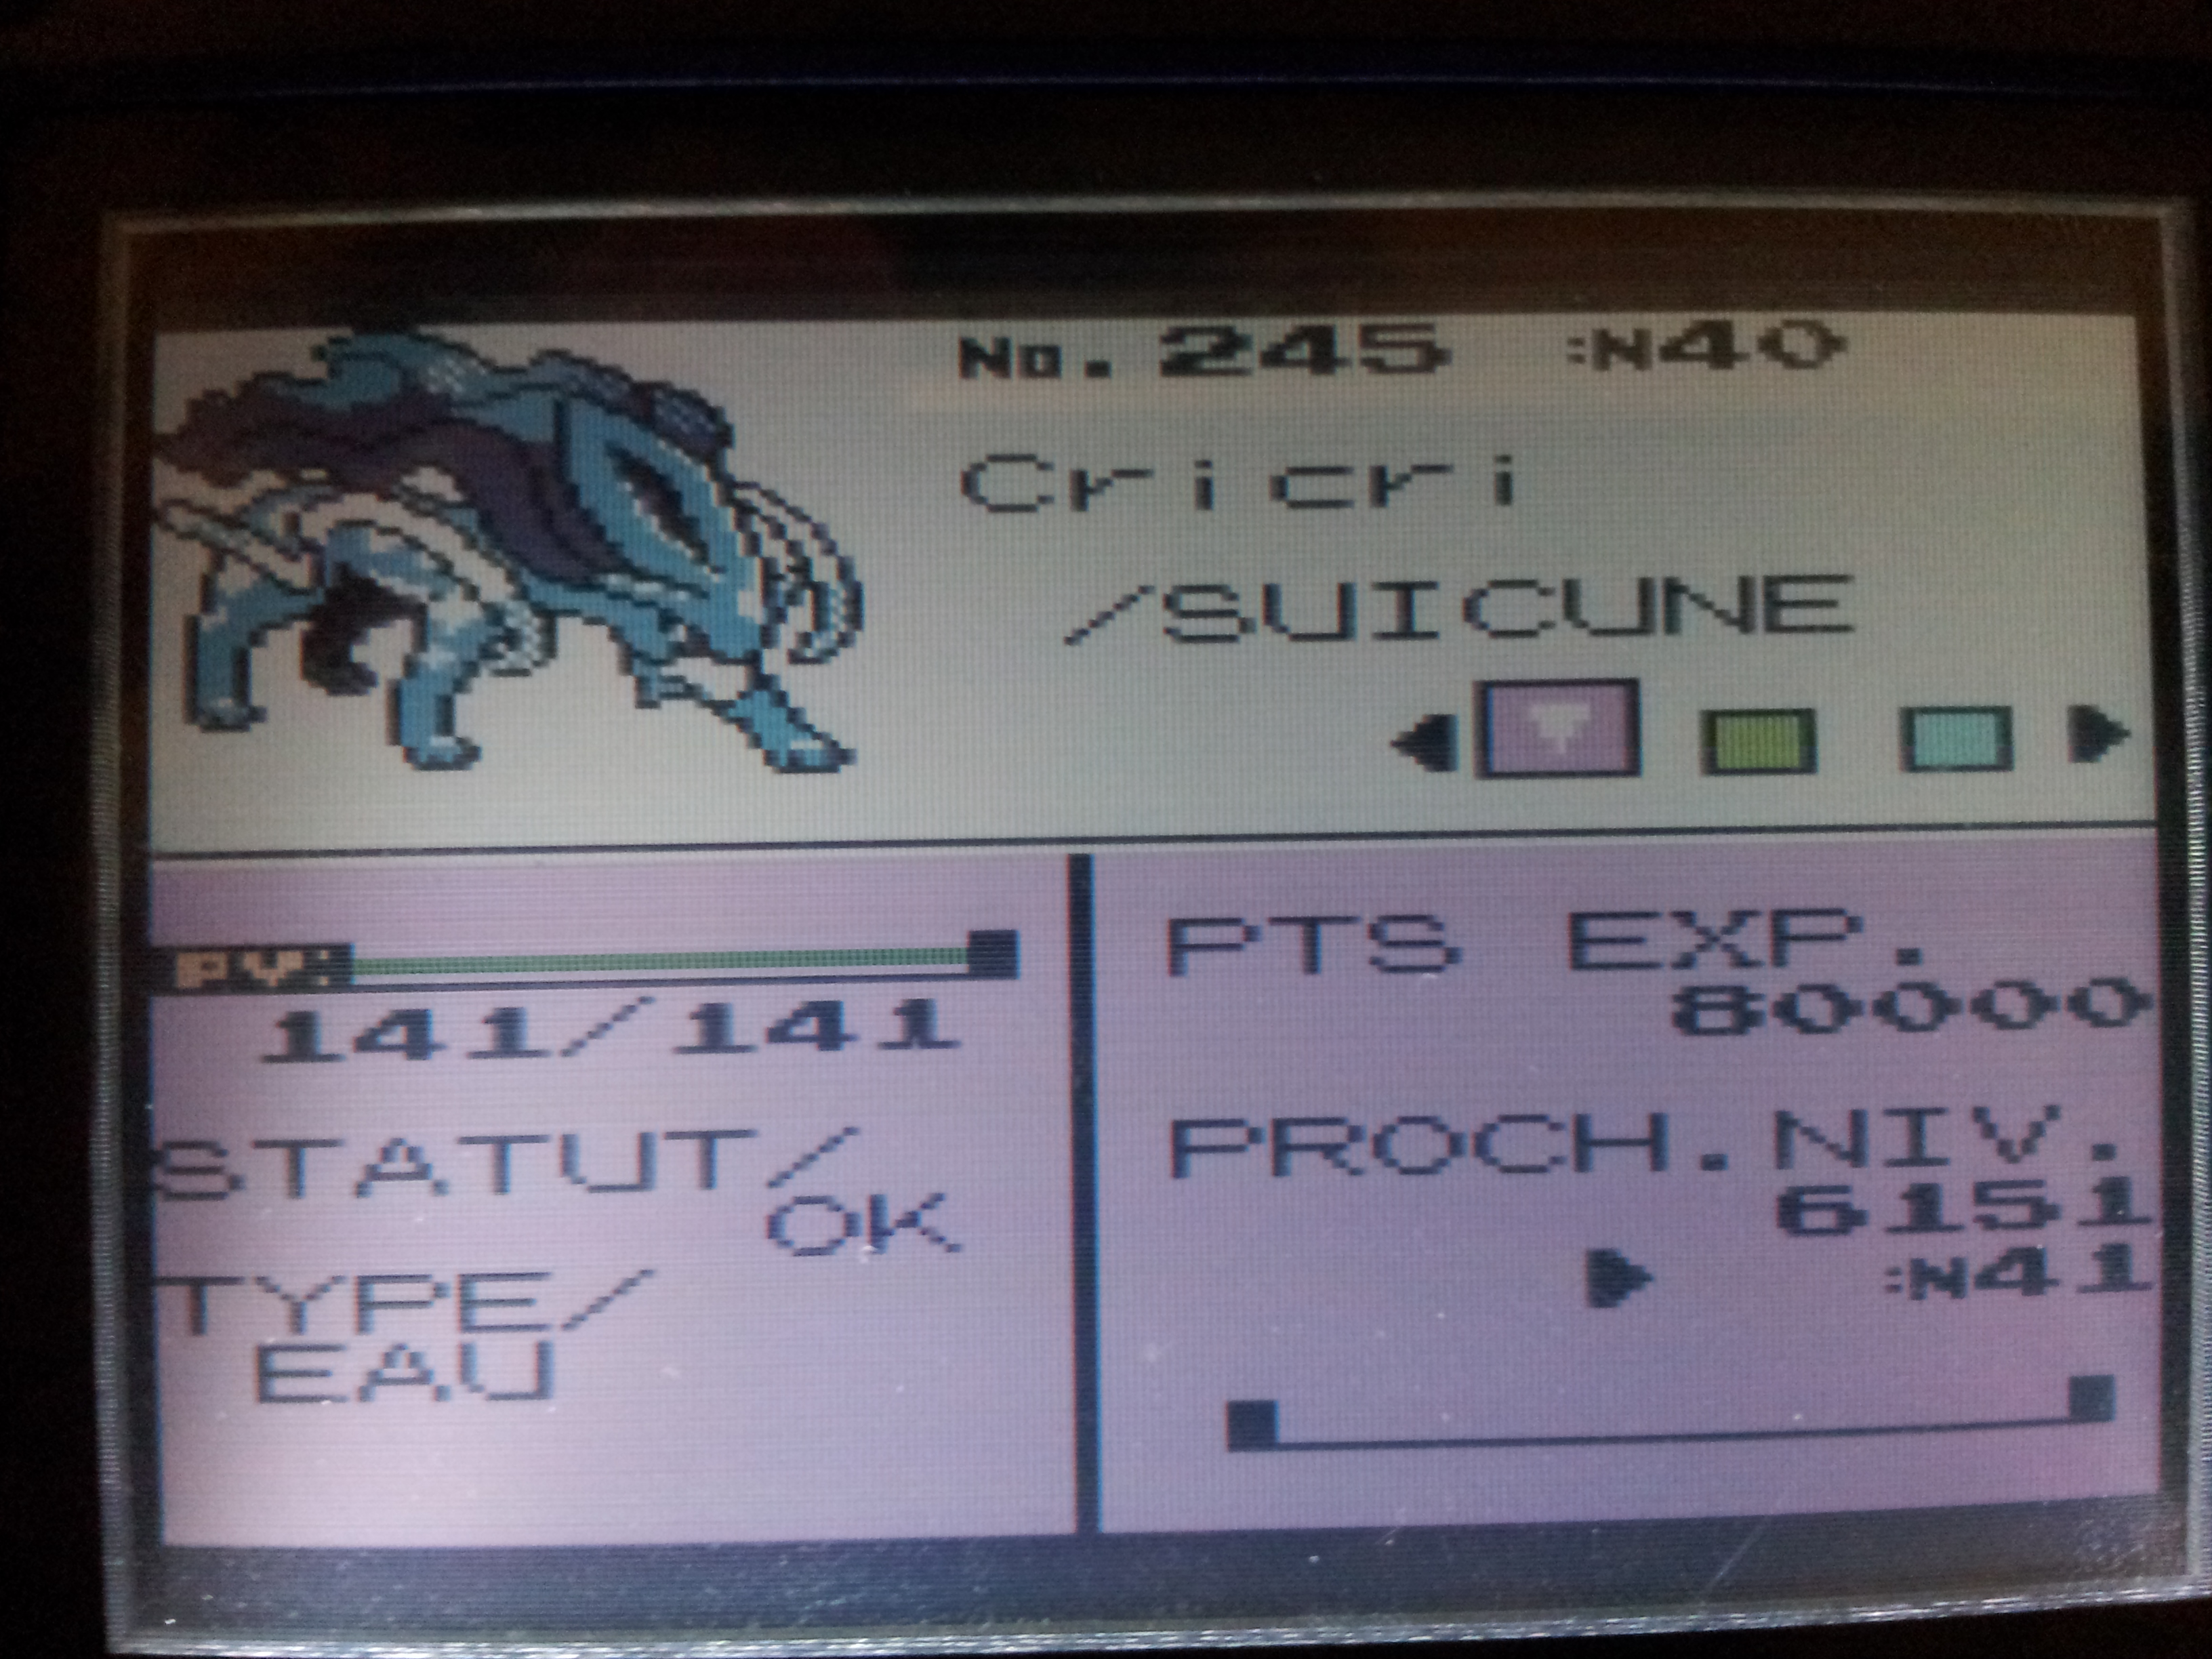 No. 245 :N40
Cricri
/SUICUNE
PV:
141/141
STATUT/
OK
TYPE/
EAU
PTS EXP.
80000
PROCH.NIV.
6151
:N41